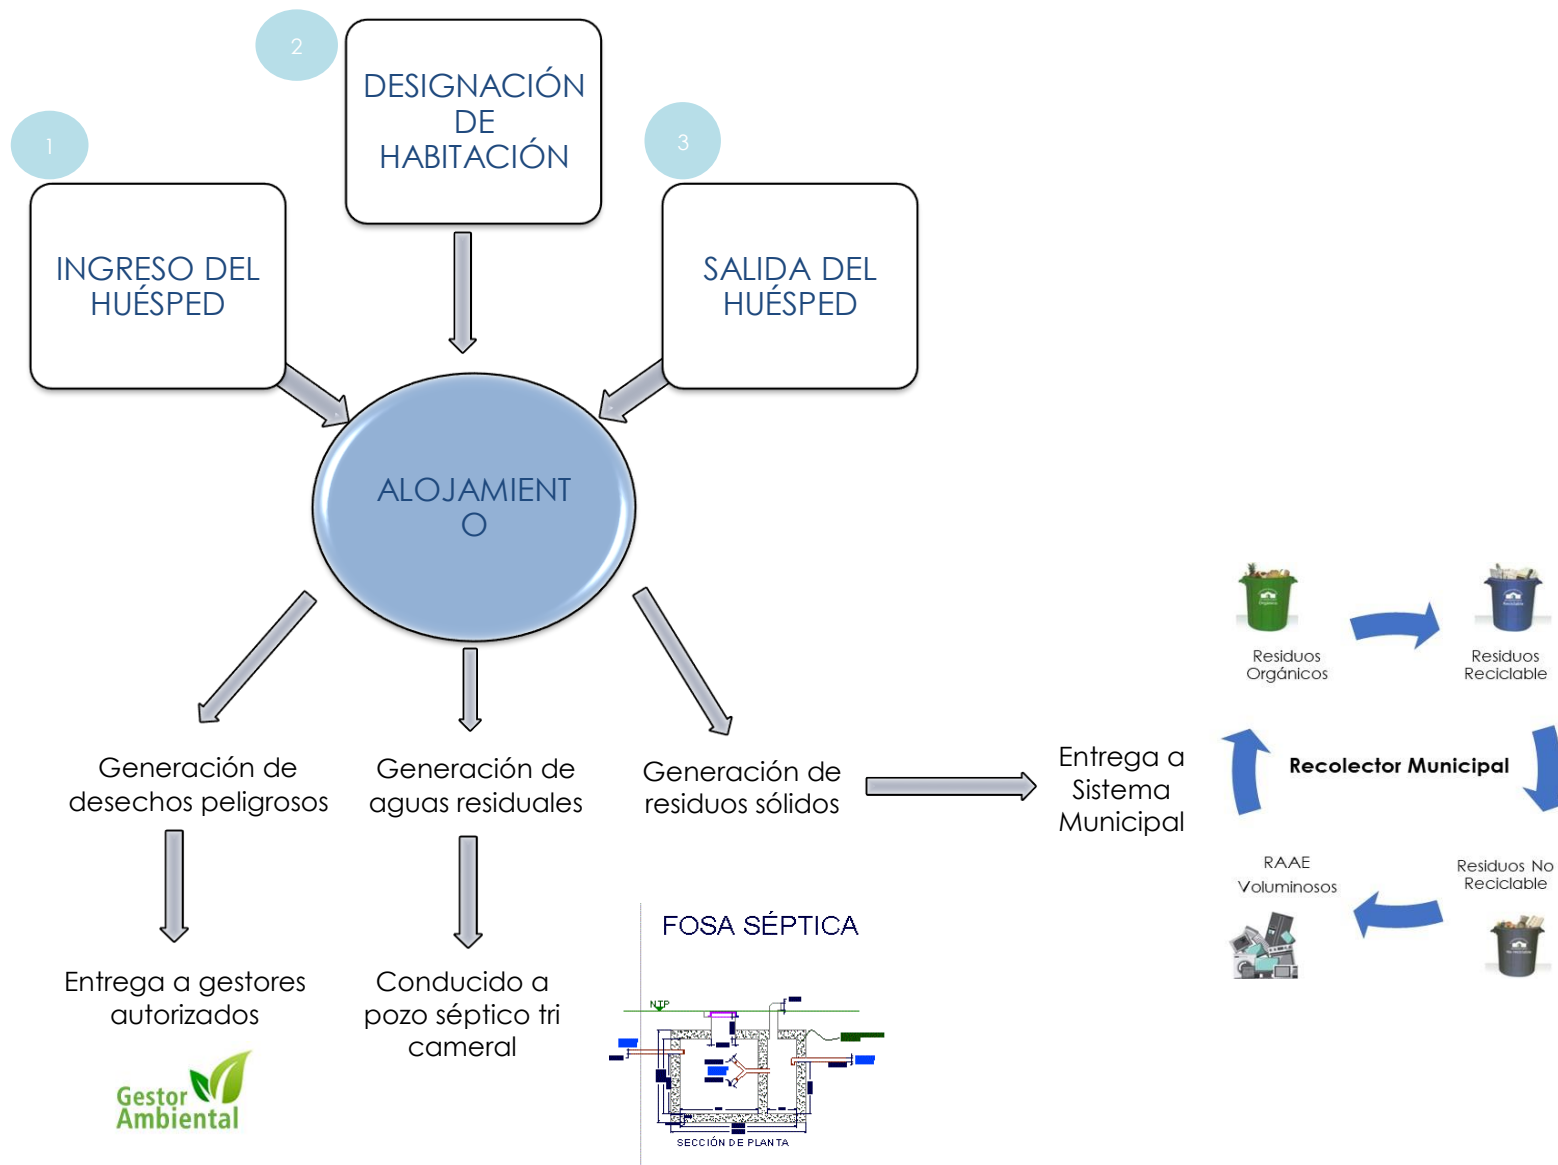 1
2
3
INGRESO DEL
HUÉSPED
DESIGNACIÓN
DE
HABITACIÓN
SALIDA DEL
HUÉSPED
ALOJAMIENT
O
Generación de
desechos peligrosos
Generación de
aguas residuales
Generación de
residuos sólidos
Entrega a
Sistema
Municipal
Residuos
Orgánicos
Residuos
Reciclable
Recolector Municipal
RAAE
Voluminosos
Residuos No
Reciclable
Entrega a gestores
autorizados
Gestor
Ambiental
Conducido a
pozo séptico tri
cameral
FOSA SÉPTICA
NTP
SECCIÓN DE PLANTA